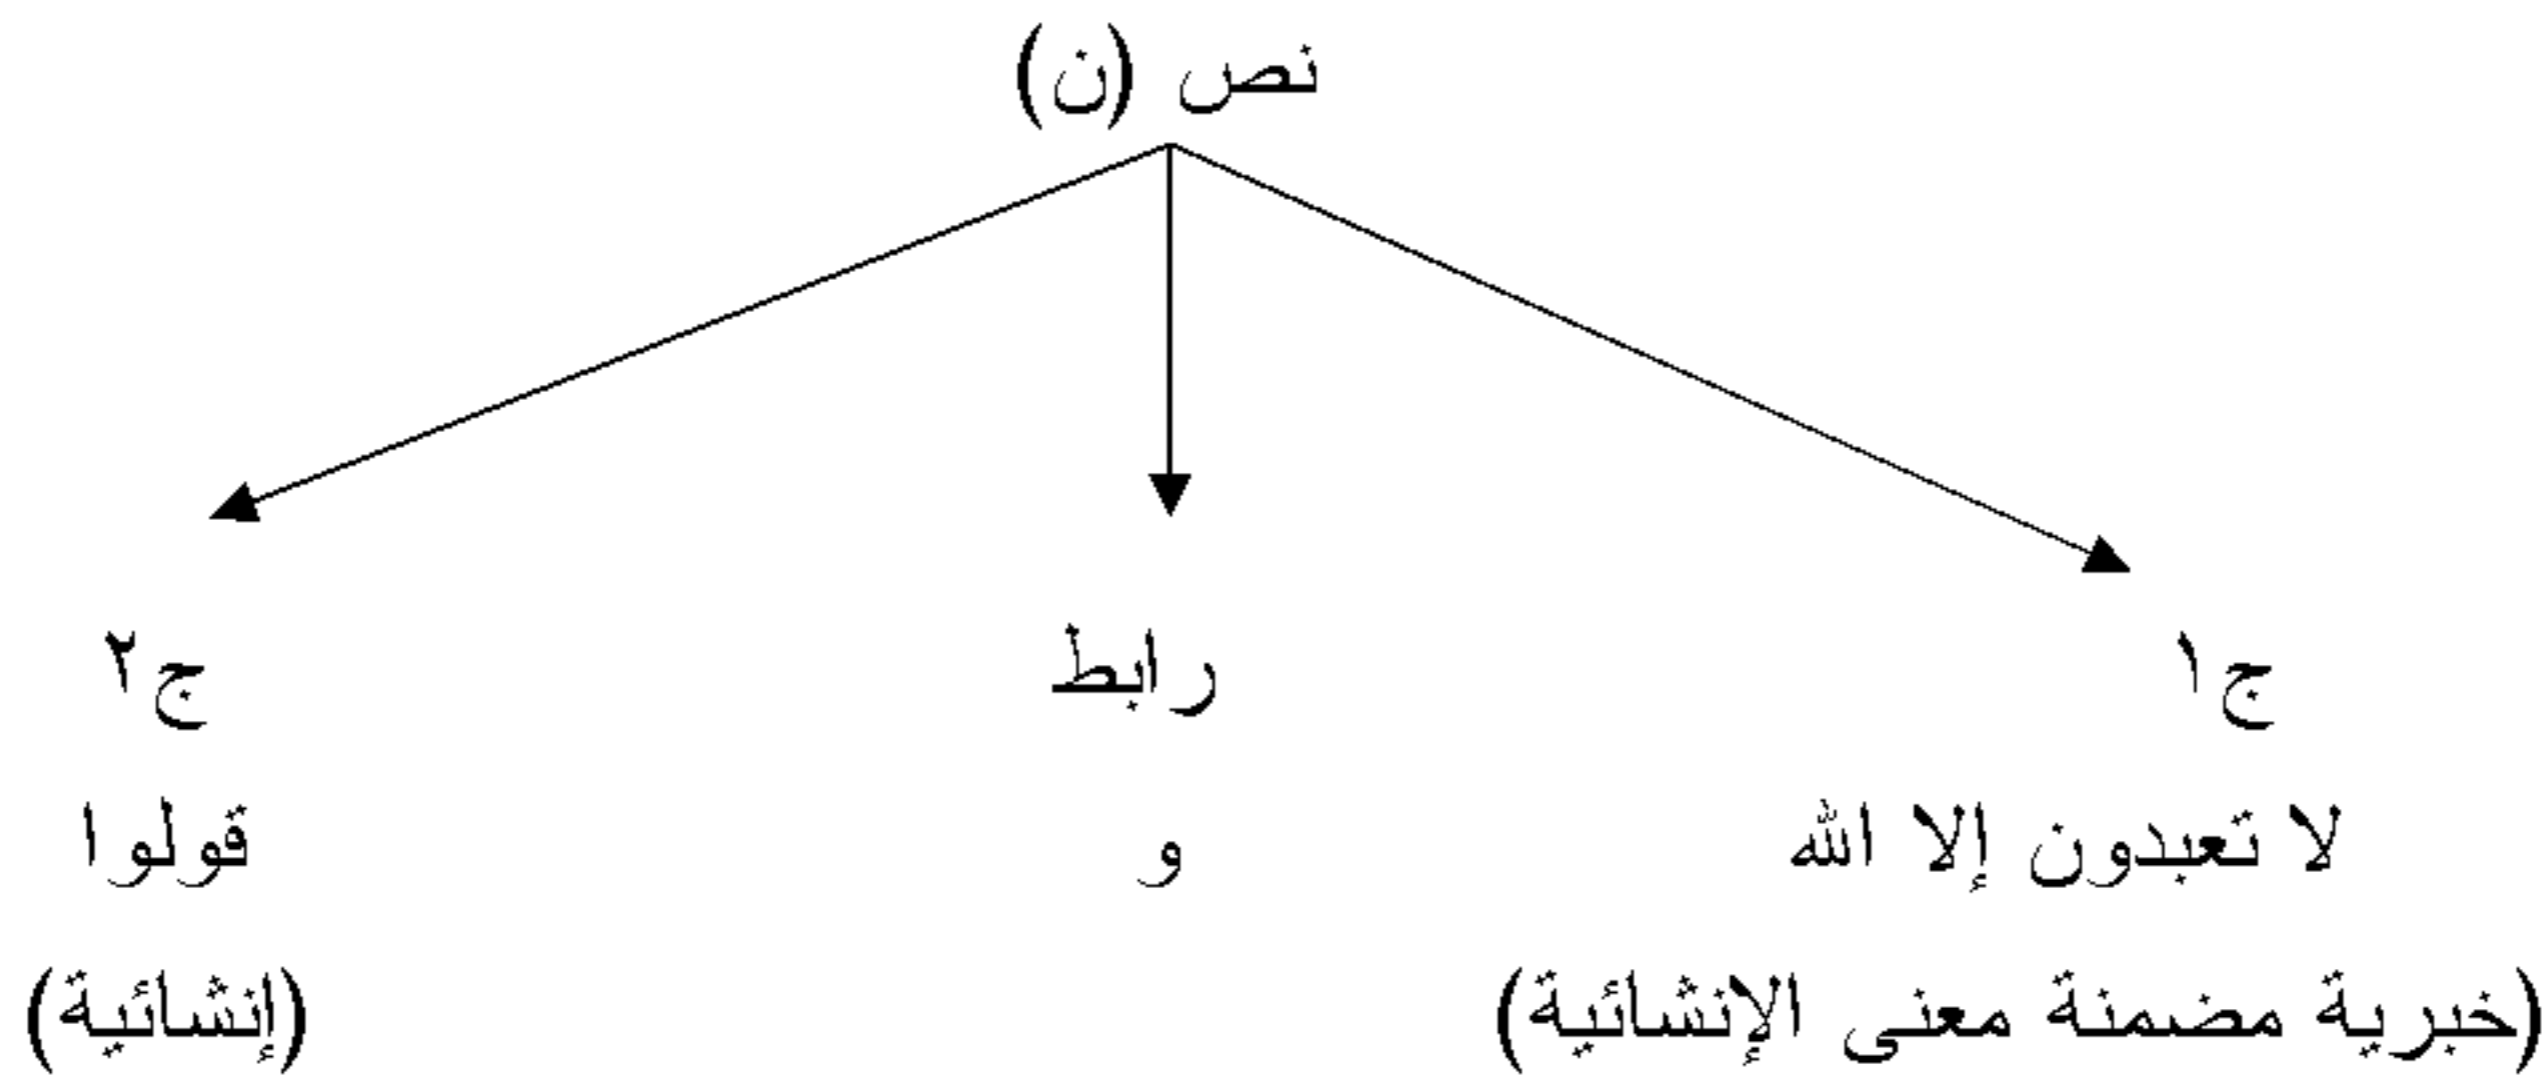 نص (ن)
ج١ رابط ج٢
لا تعبدون إلا الله و قولوا
(خبرية مضمنة معنى الإنشائية) (إنشائية)